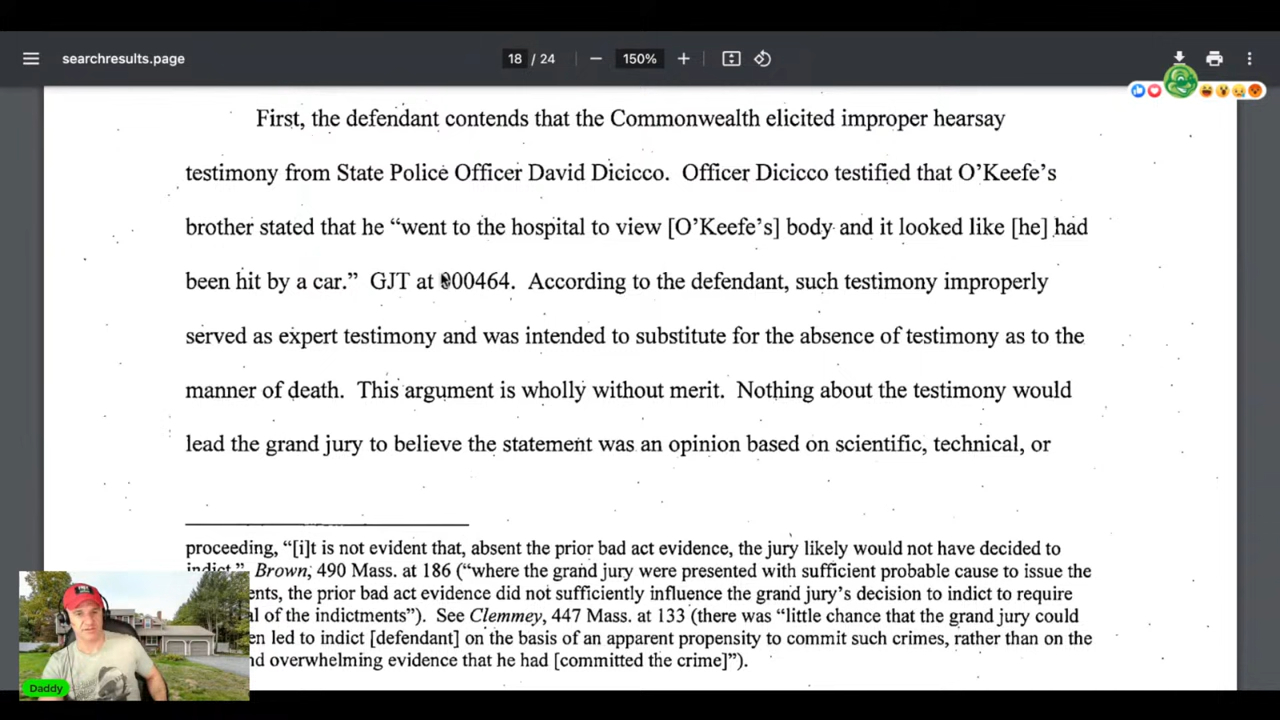 searchresults.page
18 / 24
150%
First, the defendant contends that the Commonwealth elicited improper hearsay
testimony from State Police Officer David Dicicco. Officer Dicicco testified that O'Keefe's
brother stated that he “went to the hospital to view [O'Keefe's] body and it looked like [he] had
been hit by a car.” GJT at 000464. According to the defendant, such testimony improperly
served as expert testimony and was intended to substitute for the absence of testimony as to the
manner of death. This argument is wholly without merit. Nothing about the testimony would
lead the grand jury to believe the statement was an opinion based on scientific, technical, or
proceeding, “[i]t is not evident that, absent the prior bad act evidence, the jury likely would not have decided to
indict.” Brown, 490 Mass. at 186 (“where the grand jury were presented with sufficient probable cause to issue the
ents, the prior bad act evidence did not sufficiently influence the grand jury's decision to indict to require
al of the indictments”). See Clemmey, 447 Mass. at 133 (there was “little chance that the grand jury could
en led to indict [defendant] on the basis of an apparent propensity to commit such crimes, rather than on the
nd overwhelming evidence that he had [committed the crime]”).
Daddy